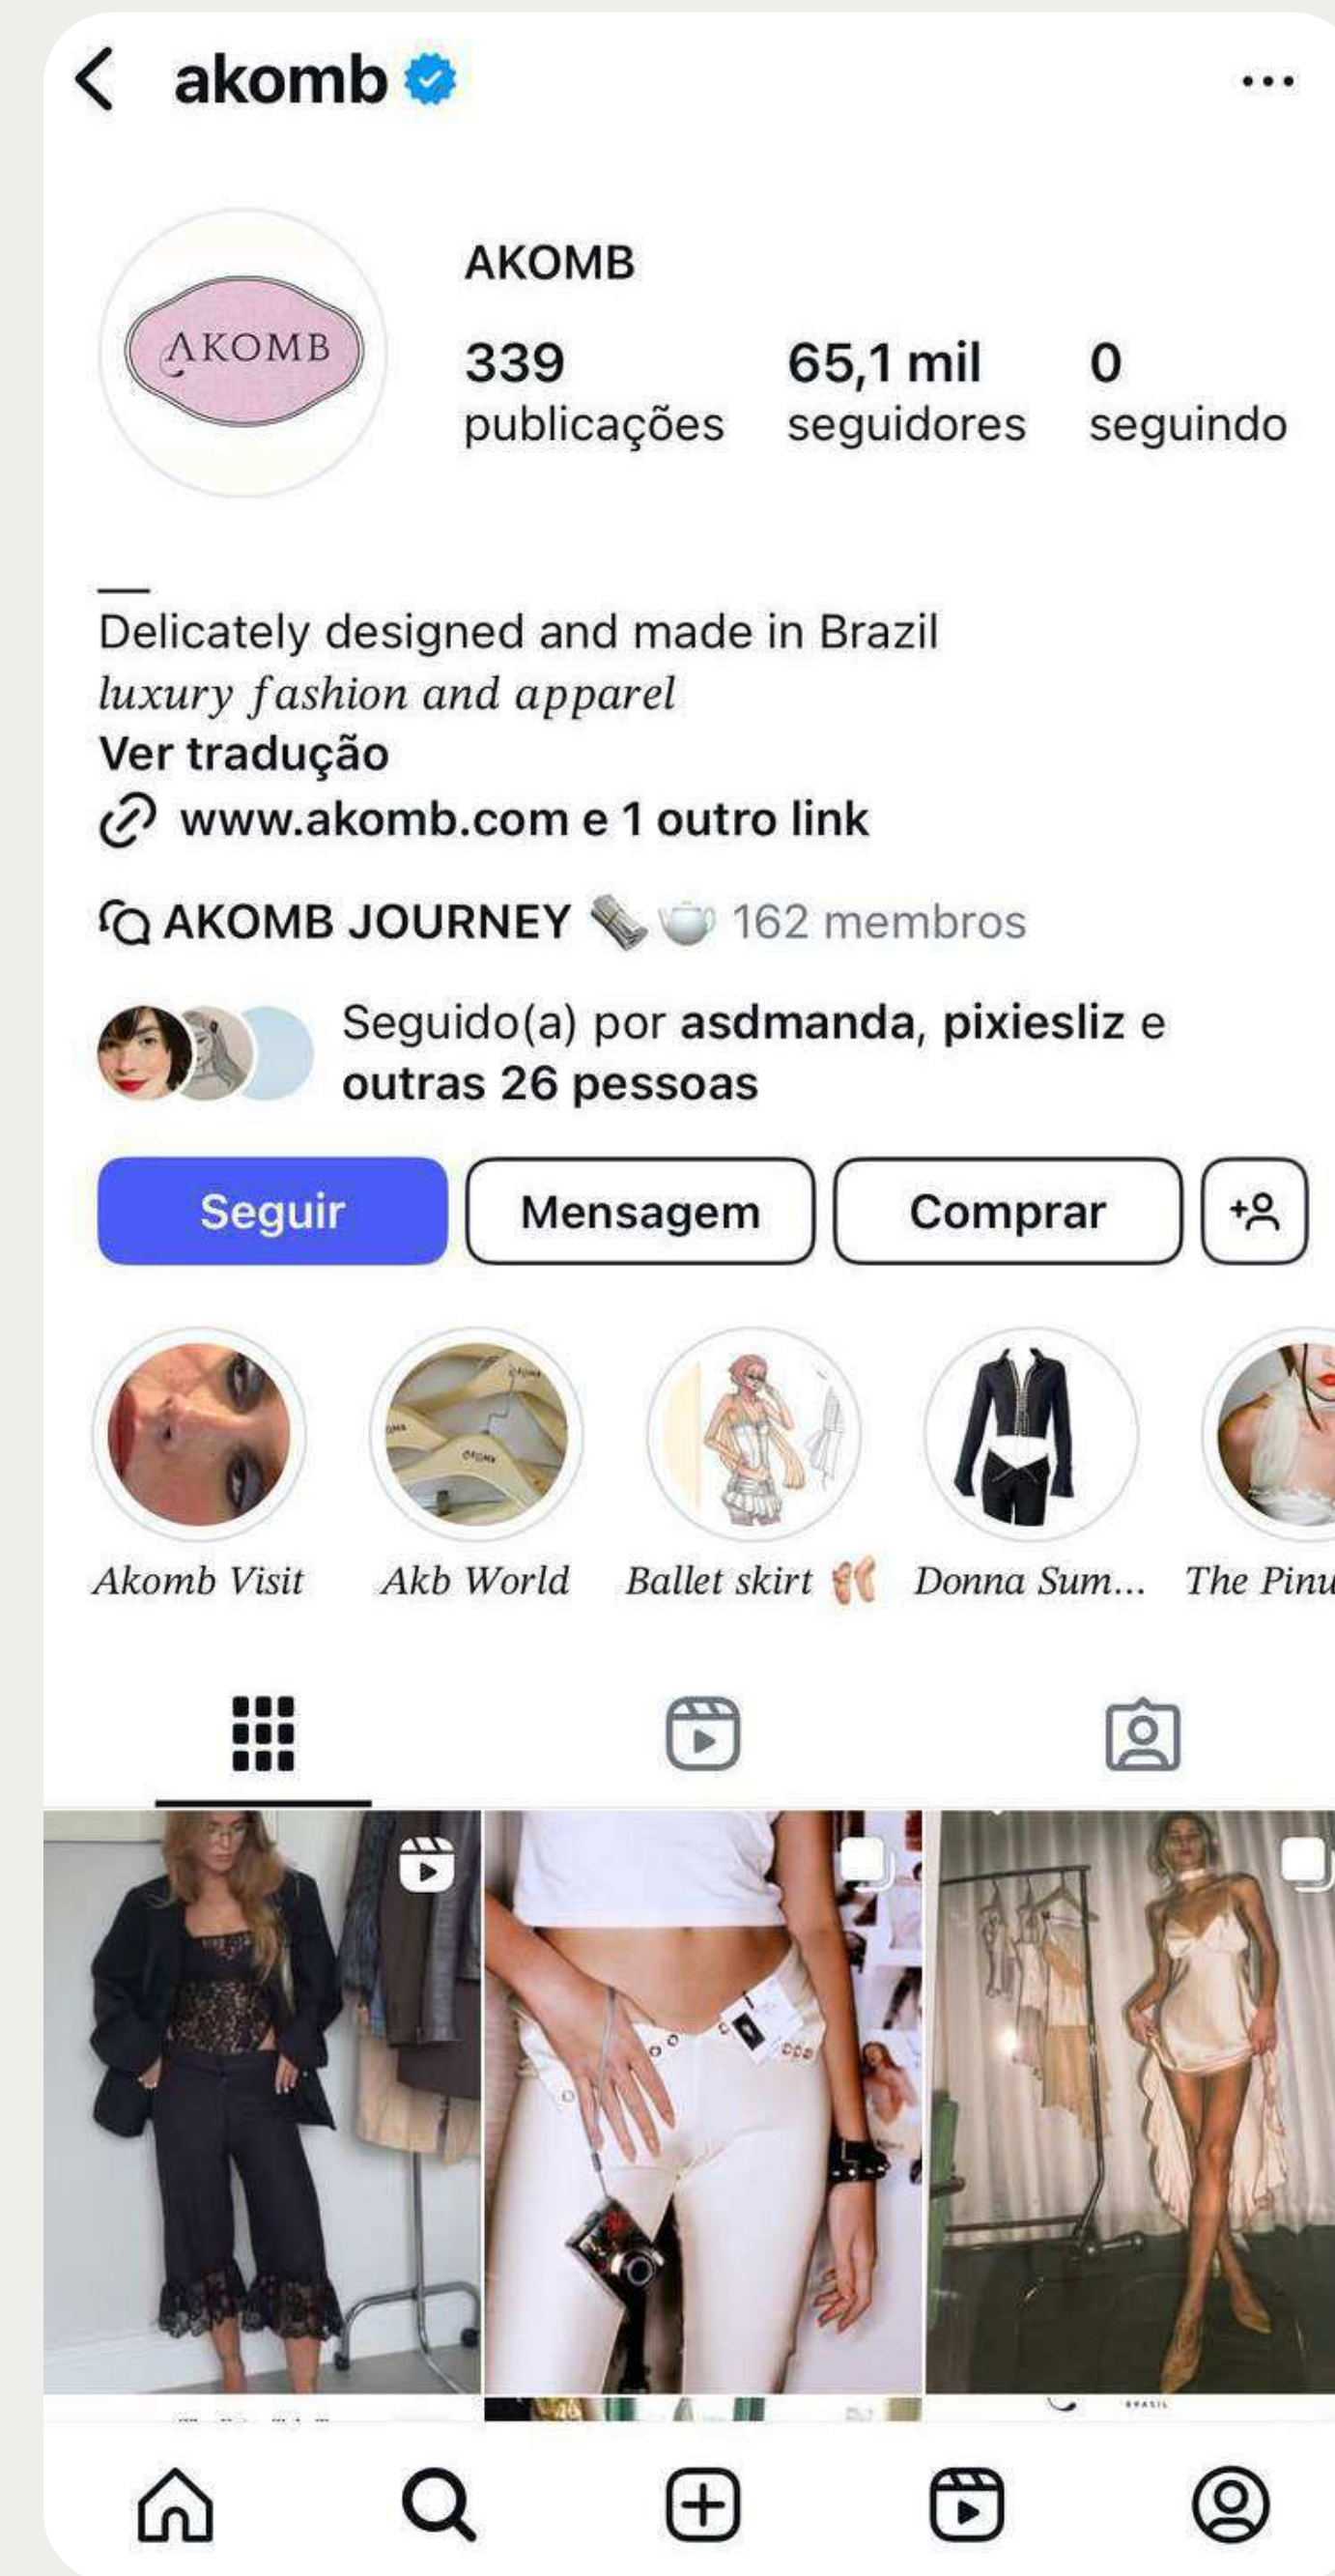 akomb
AKOMB
AKOMB
339
publicações
65,1 mil
seguidores
0
seguindo
—
Delicately designed and made in Brazil
luxury fashion and apparel
Ver tradução
www.akomb.com e 1 outro link
AKOMB JOURNEY 🗞️🫖 162 membros
Seguido(a) por asdmanda, pixiesliz e
outras 26 pessoas
Seguir
Mensagem
Comprar
Akomb Visit
Akb World
Ballet skirt 🩰
Donna Sum...
The Pinu
BRASIL